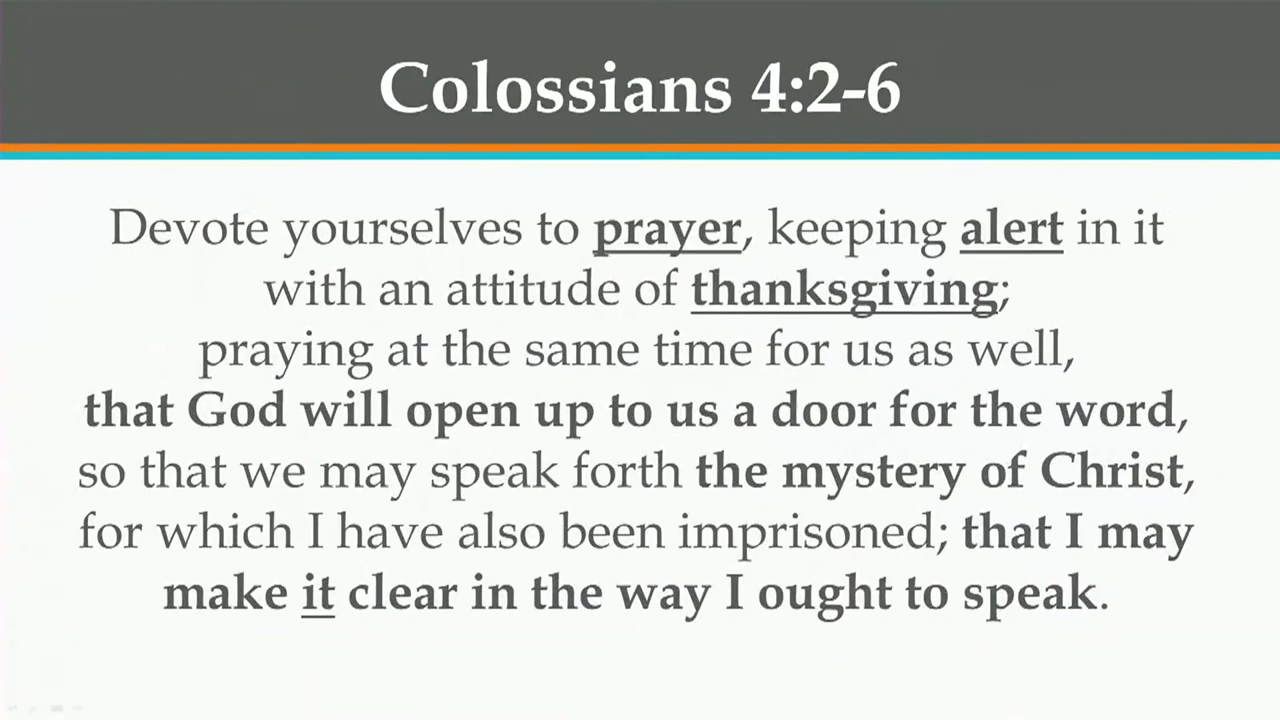 Colossians 4:2-6
Devote yourselves to prayer, keeping alert in it
with an attitude of thanksgiving;
praying at the same time for us as well,
that God will open up to us a door for the word,
so that we may speak forth the mystery of Christ,
for which I have also been imprisoned; that I may
make it clear in the way I ought to speak.